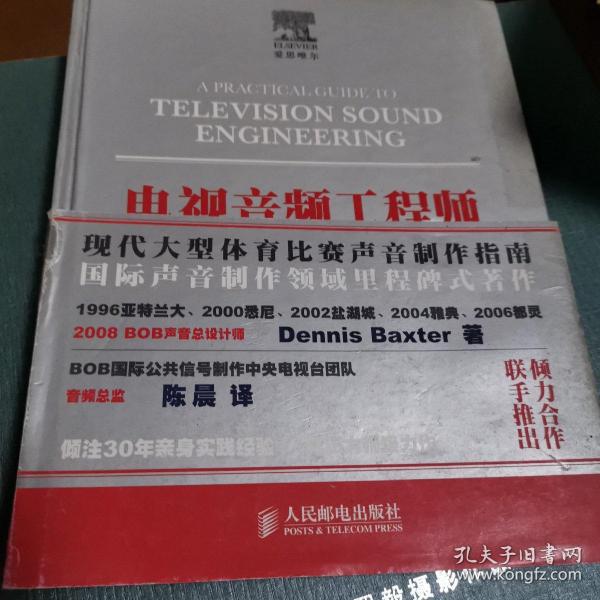 ELSEVIER
爱思唯尔
A PRACTICAL GUIDE TO
TELEVISION SOUND
ENGINEERING
电视音频工程师
现代大型体育比赛声音制作指南
国际声音制作领域里程碑式著作
1996亚特兰大、2000悉尼、2002盐湖城、2004雅典、2006都灵
2008 BOB声音总设计师 Dennis Baxter 著
BOB国际公共信号制作中央电视台团队
音频总监 陈晨 译
倾力合作
联手推出
倾注30年亲身实践经验
人民邮电出版社
POSTS & TELECOM PRESS
摄影
孔夫子旧书网
www.kongfz.com